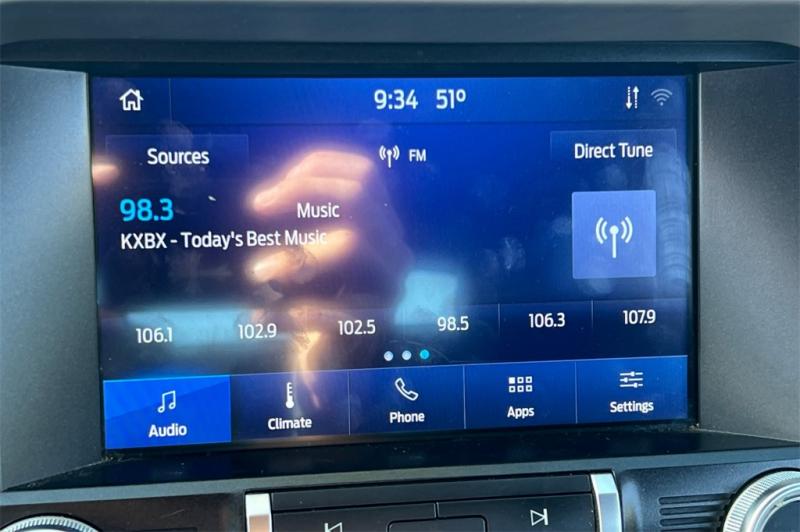 9:34 51°
Sources
FM
Direct Tune
98.3
Music
KXBX - Today's Best Music
106.1 102.9 102.5 98.5 106.3 107.9
Audio Climate Phone Apps Settings